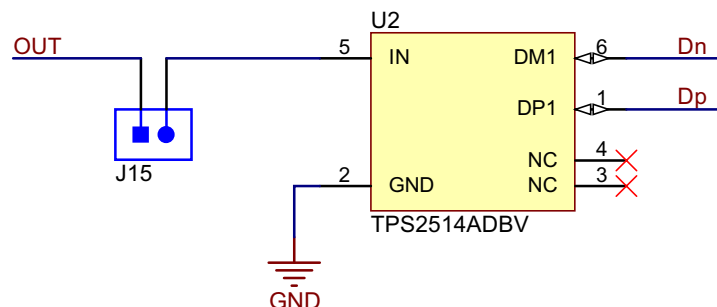 U2
OUT
5 IN DM1 6 Dn
DP1 1 Dp
NC 4
J15
2 GND NC 3
TPS2514ADBV
GND